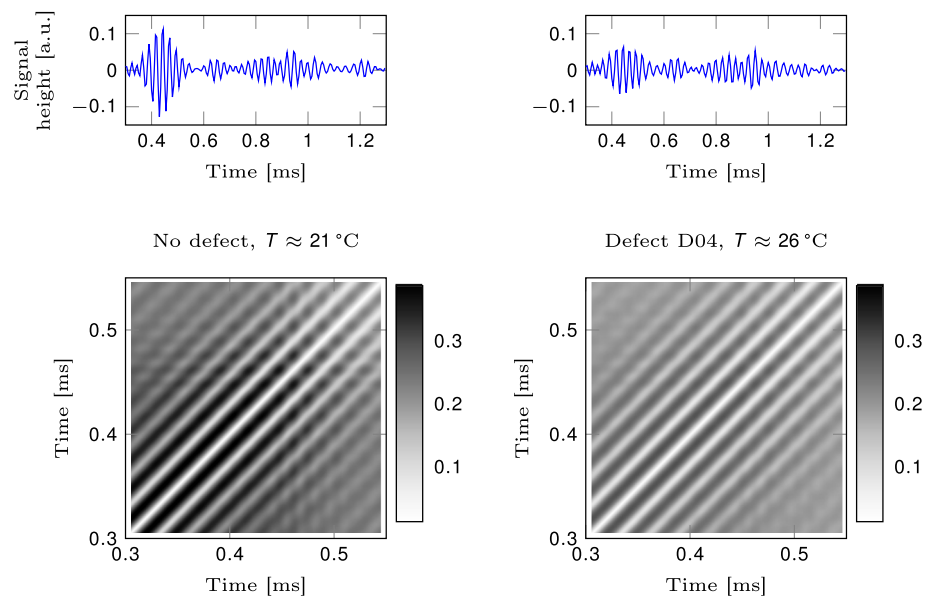 Signal
height [a.u.]
0.1
0
−0.1
0.4 0.6 0.8 1 1.2
Time [ms]
0.1
0
−0.1
0.4 0.6 0.8 1 1.2
Time [ms]
No defect, T ≈ 21 °C
Time [ms]
0.5
0.4
0.3
0.3 0.4 0.5
Time [ms]
0.3
0.2
0.1
Defect D04, T ≈ 26 °C
Time [ms]
0.5
0.4
0.3
0.3 0.4 0.5
Time [ms]
0.3
0.2
0.1